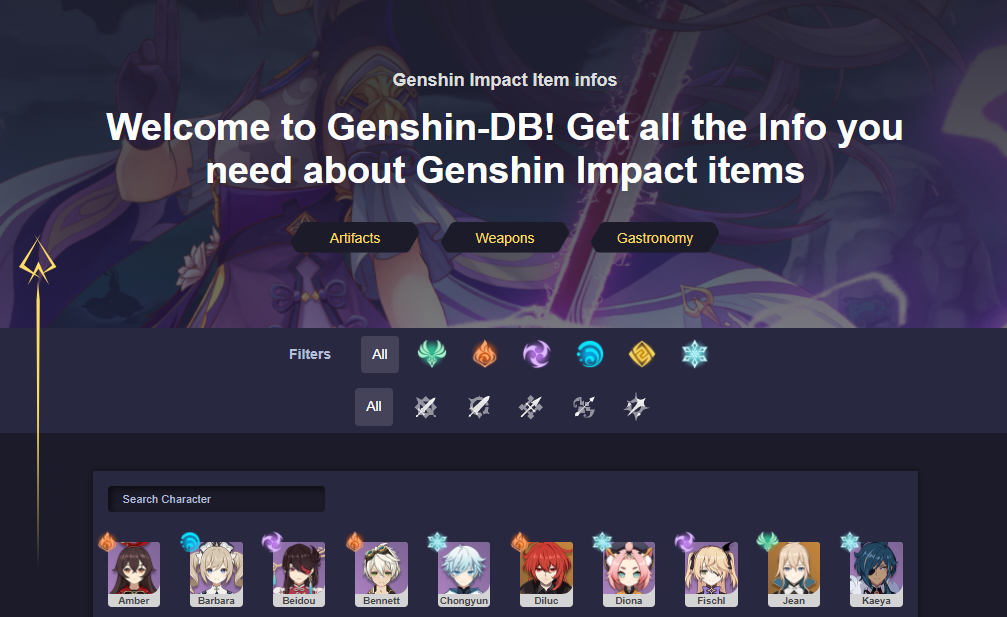 Genshin Impact Item infos
Welcome to Genshin-DB! Get all the Info you
need about Genshin Impact items
Artifacts Weapons Gastronomy
Filters All
All
Search Character
Amber Barbara Beidou Bennett Chongyun Diluc Diona Fischl Jean Kaeya